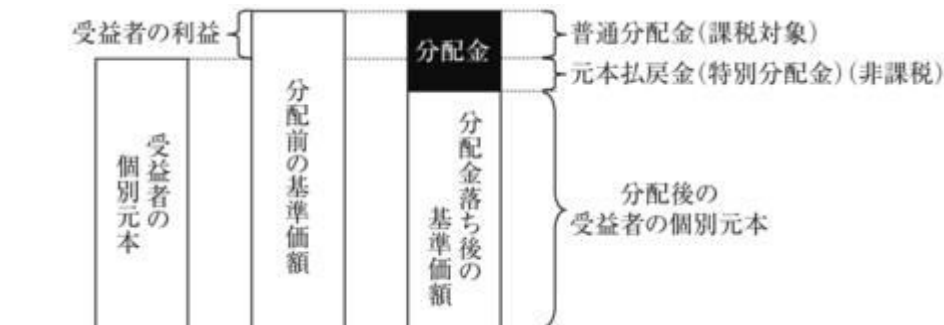 受益者の利益
分配金
普通分配金(課税対象)
元本払戻金(特別分配金)(非課税)
受益者の
個別元本
分配前の基準価額
分配金落ち後の
基準価額
分配後の
受益者の個別元本